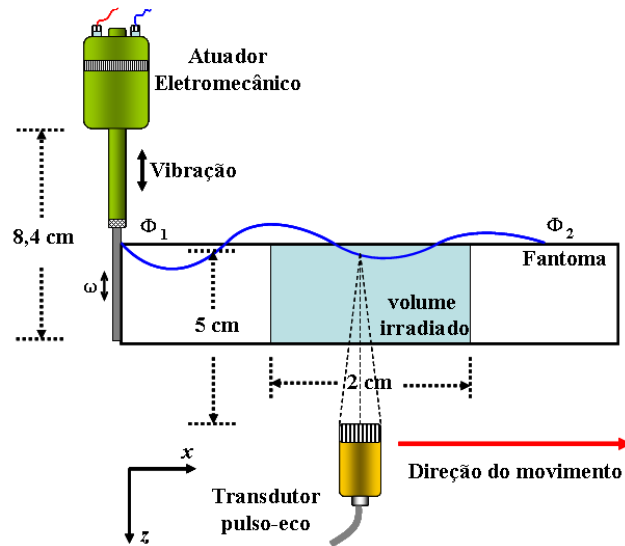 Atuador
Eletromecânico
Vibração
8,4 cm
Φ1
Φ2
Fantoma
ω
volume
irradiado
5 cm
2 cm
x
z
Direção do movimento
Transdutor
pulso-eco